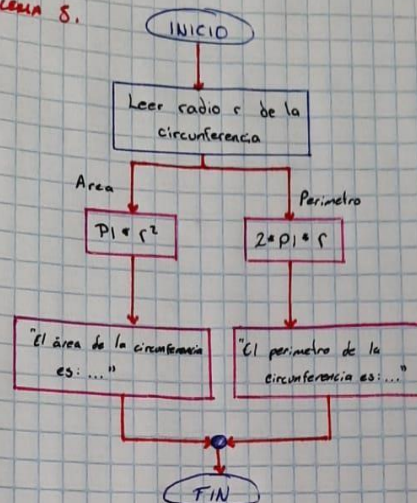 INICIO
Leer radio r de la
circunferencia
Area
Perimetro
PI * r²
2 * PI * r
"El área de la circunferencia
es: ..."
"El perimetro de la
circunferencia es: ..."
FIN